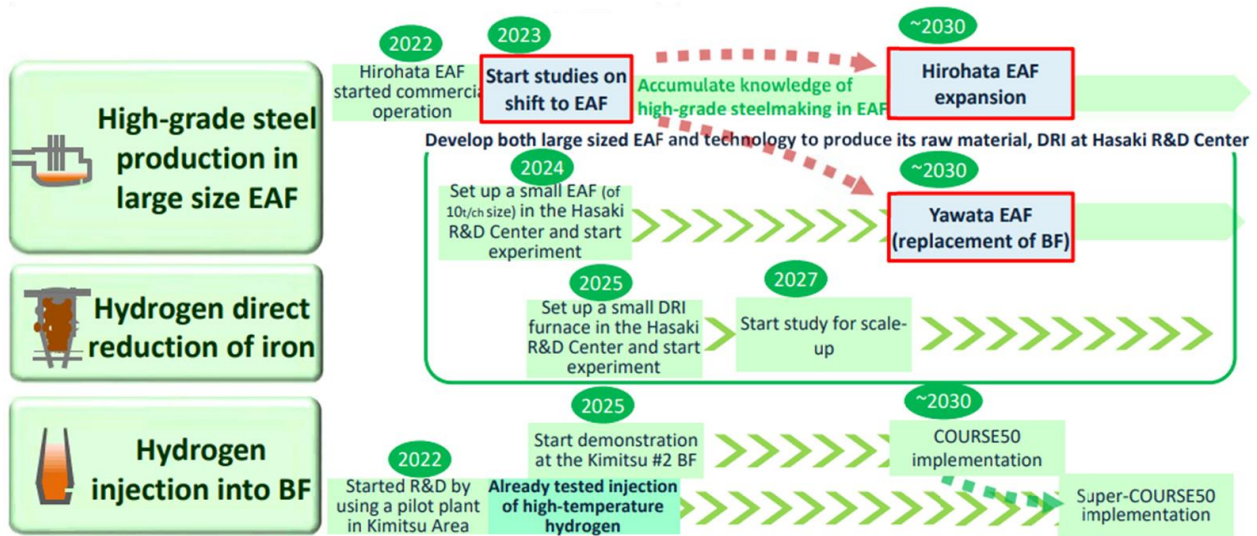 High-grade steel
production in
large size EAF
2022
Hirohata EAF
started commercia
operation
2023
Start studies on
shift to EAF
Accumulate knowledge of
high-grade steelmaking in EAF
~2030
Hirohata EAF
expansion
Develop both large sized EAF and technology to produce its raw material, DRI at Hasaki R&D Center
2024
Set up a small EAF (of
10t/ch size) in the Hasaki
R&D Center and start
experiment
~2030
Yawata EAF
(replacement of BF)
Hydrogen direct
reduction of iron
2025
Set up a small DRI
furnace in the Hasaki
R&D Center and start
experiment
2027
Start study for scale-
up
Hydrogen
injection into BF
2025
Start demonstration
at the Kimitsu #2 BF
~2030
COURSE50
implementation
2022
Started R&D by
using a pilot plant
in Kimitsu Area
Already tested injection
of high-temperature
hydrogen
Super-COURSE50
implementation